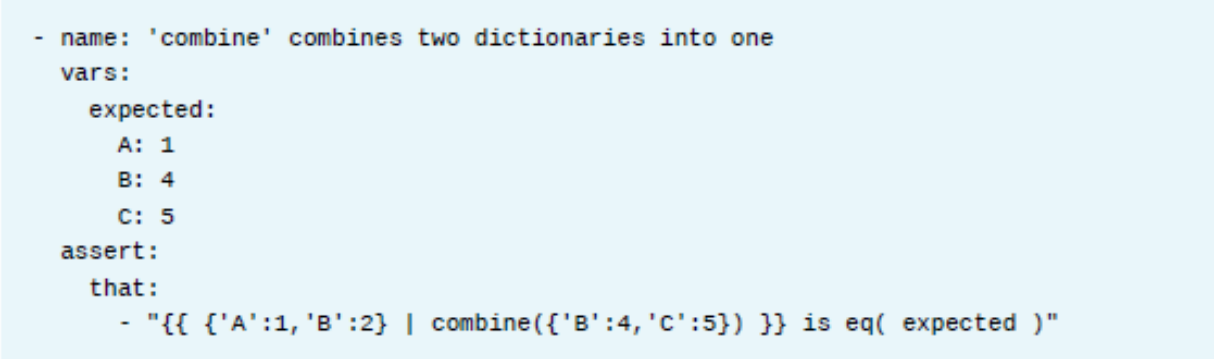 - name: 'combine' combines two dictionaries into one
  vars:
    expected:
      A: 1
      B: 4
      C: 5
  assert:
    that:
      - "{{ {'A':1,'B':2} | combine({'B':4,'C':5}) }} is eq( expected )"